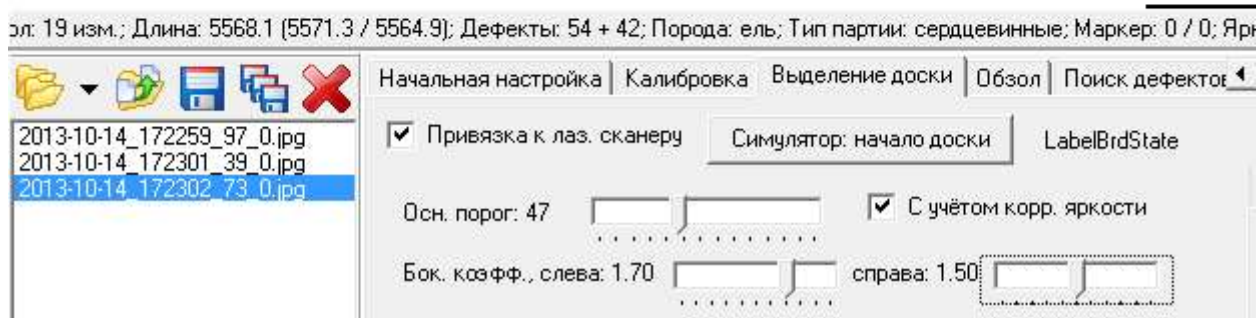 ол: 19 изм.; Длина: 5568.1 (5571.3 / 5564.9); Дефекты: 54 + 42; Порода: ель; Тип партии: сердцевинные; Маркер: 0 / 0; Ярк
Начальная настройка Калибровка Выделение доски Обзол Поиск дефектов
2013-10-14_172259_97_0.jpg
2013-10-14_172301_39_0.jpg
2013-10-14_172302_73_0.jpg
Привязка к лаз. сканеру Симулятор: начало доски LabelBrdState
Осн. порог: 47 С учётом корр. яркости
Бок. коэфф., слева: 1.70 справа: 1.50